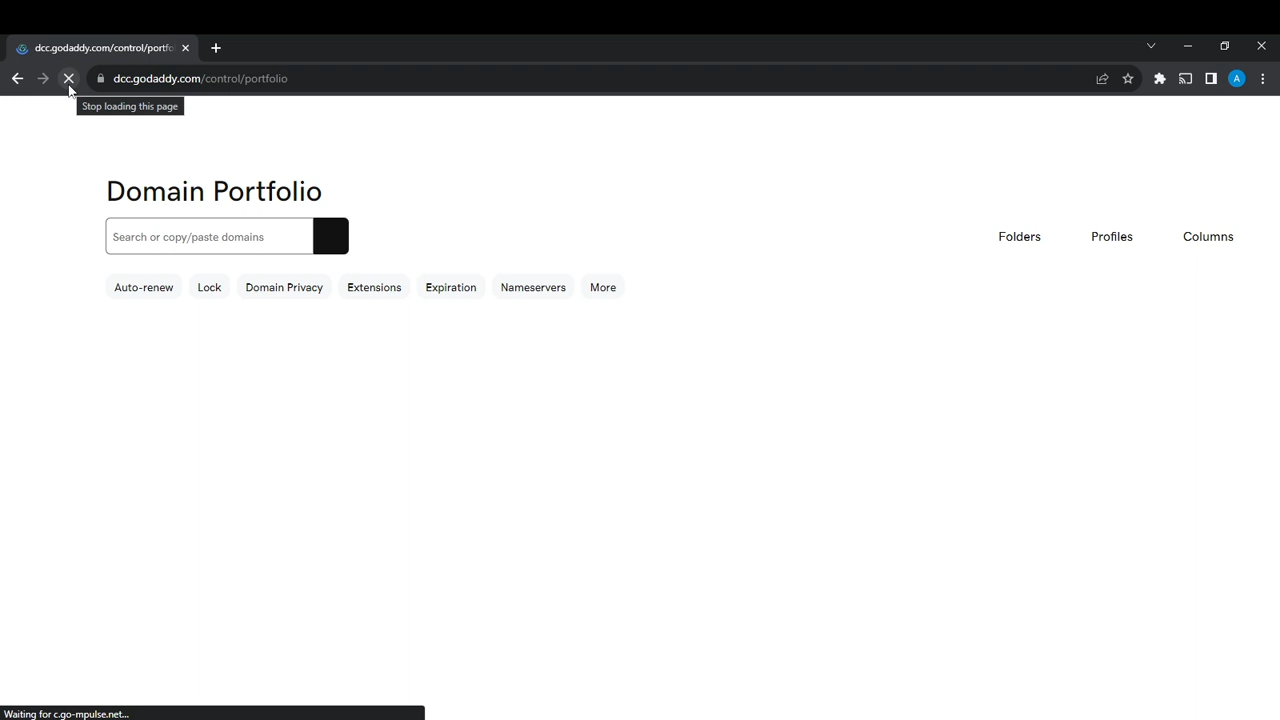 dcc.godaddy.com/control/portfo
dcc.godaddy.com/control/portfolio
A
Stop loading this page
Domain Portfolio
Search or copy/paste domains
Folders Profiles Columns
Auto-renew Lock Domain Privacy Extensions Expiration Nameservers More
Waiting for c.go-mpulse.net...